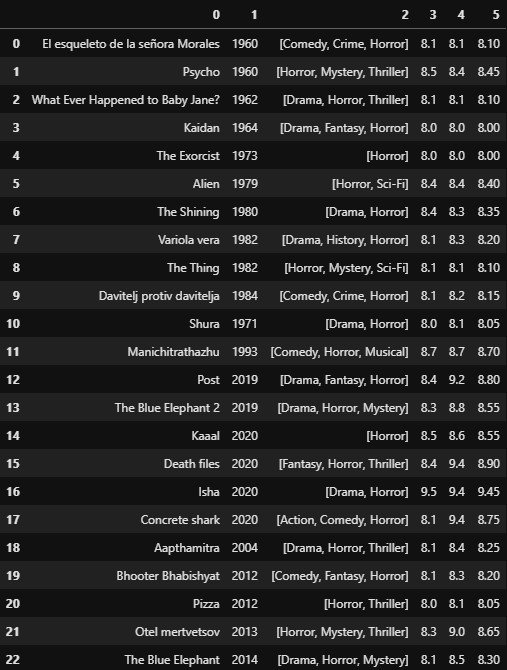 0 1 2 3 4 5
0 El esqueleto de la señora Morales 1960 [Comedy, Crime, Horror] 8.1 8.1 8.10
1 Psycho 1960 [Horror, Mystery, Thriller] 8.5 8.4 8.45
2 What Ever Happened to Baby Jane? 1962 [Drama, Horror, Thriller] 8.1 8.1 8.10
3 Kaidan 1964 [Drama, Fantasy, Horror] 8.0 8.0 8.00
4 The Exorcist 1973 [Horror] 8.0 8.0 8.00
5 Alien 1979 [Horror, Sci-Fi] 8.4 8.4 8.40
6 The Shining 1980 [Drama, Horror] 8.4 8.3 8.35
7 Variola vera 1982 [Drama, History, Horror] 8.1 8.3 8.20
8 The Thing 1982 [Horror, Mystery, Sci-Fi] 8.1 8.1 8.10
9 Davitelj protiv davitelja 1984 [Comedy, Crime, Horror] 8.1 8.2 8.15
10 Shura 1971 [Drama, Horror] 8.0 8.1 8.05
11 Manichitrathazhu 1993 [Comedy, Horror, Musical] 8.7 8.7 8.70
12 Post 2019 [Drama, Fantasy, Horror] 8.4 9.2 8.80
13 The Blue Elephant 2 2019 [Drama, Horror, Mystery] 8.3 8.8 8.55
14 Kaaal 2020 [Horror] 8.5 8.6 8.55
15 Death files 2020 [Fantasy, Horror, Thriller] 8.4 9.4 8.90
16 Isha 2020 [Drama, Horror] 9.5 9.4 9.45
17 Concrete shark 2020 [Action, Comedy, Horror] 8.1 9.4 8.75
18 Aapthamitra 2004 [Drama, Horror, Thriller] 8.1 8.4 8.25
19 Bhooter Bhabishyat 2012 [Comedy, Fantasy, Horror] 8.1 8.3 8.20
20 Pizza 2012 [Horror, Thriller] 8.0 8.1 8.05
21 Otel mertvetsov 2013 [Horror, Mystery, Thriller] 8.3 9.0 8.65
22 The Blue Elephant 2014 [Drama, Horror, Mystery] 8.1 8.5 8.30